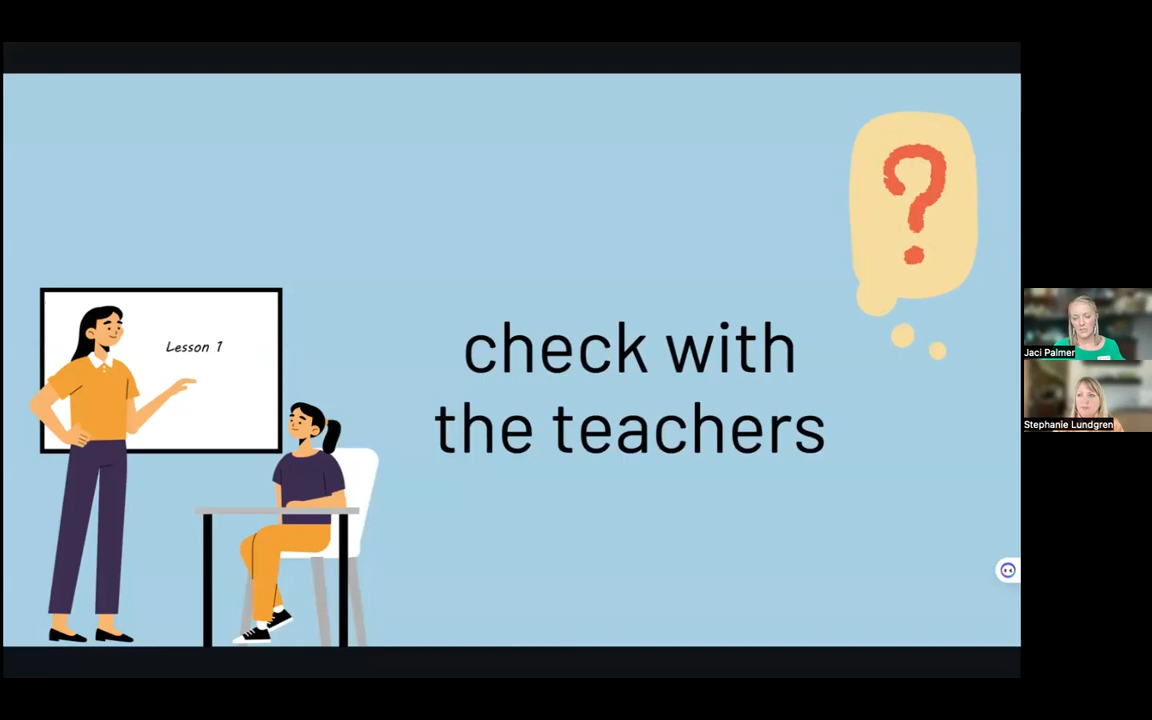 Lesson 1
check with
the teachers
Jaci Palmer
Stephanie Lundgren